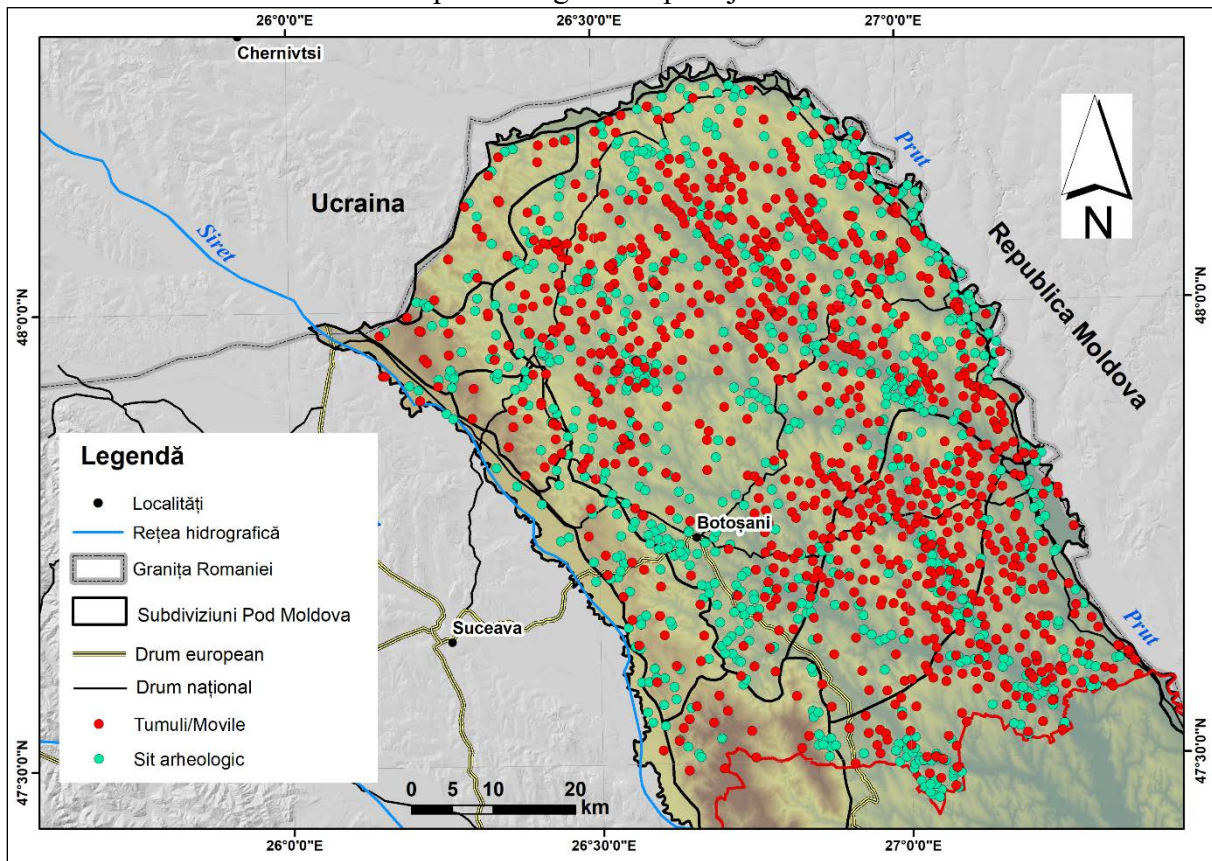 26°0'0"E 26°30'0"E 27°0'0"E
Chernivtsi
Prut
Ucraina
Siret
N
Republica Moldova
48°0'0"N
48°0'0"N
Legendă
Localități
Rețea hidrografică
Granița Romaniei
Subdiviziuni Pod Moldova
Drum european
Drum național
Tumuli/Movile
Sit arheologic
Botoșani
Suceava
Prut
47°30'0"N
47°30'0"N
0 5 10 20
km
26°0'0"E 26°30'0"E 27°0'0"E